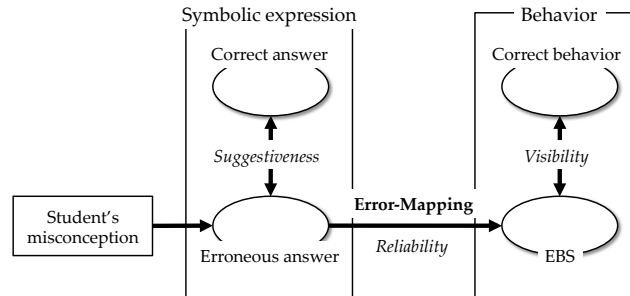 Symbolic expression
Behavior
Correct answer
Correct behavior
Suggestiveness
Visibility
Student's
misconception
Error-Mapping
Reliability
Erroneous answer
EBS